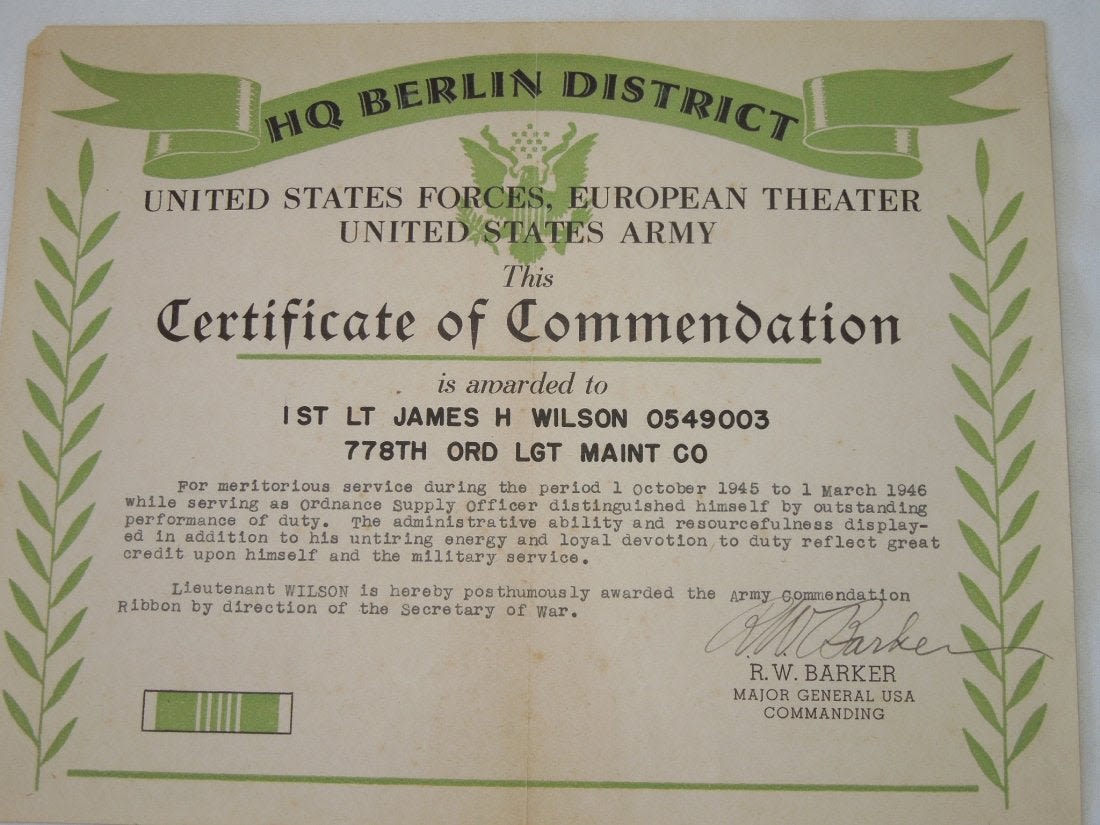 HQ BERLIN DISTRICT
UNITED STATES FORCES, EUROPEAN THEATER
UNITED STATES ARMY
This
Certificate of Commendation
is awarded to
1ST LT JAMES H WILSON O549003
778TH ORD LGT MAINT CO
For meritorious service during the period 1 October 1945 to 1 March 1946
while serving as Ordnance Supply Officer distinguished himself by outstanding
performance of duty. The administrative ability and resourcefulness display-
ed in addition to his untiring energy and loyal devotion to duty reflect great
credit upon himself and the military service.
Lieutenant WILSON is hereby posthumously awarded the Army Commendation
Ribbon by direction of the Secretary of War.
R.W. Barker
R.W. BARKER
MAJOR GENERAL USA
COMMANDING